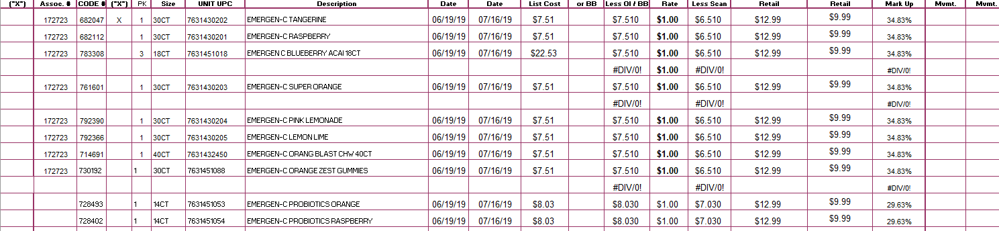 ("X") Assoc. # CODE # ("X") PK Size UNIT UPC Description Date Date List Cost or BB Less OI / BB Rate Less Scan Retail Retail Mark Up Mvmt. Mvmt.
172723 682047 X 1 30CT 7631430202 EMERGEN-C TANGERINE 06/19/19 07/16/19 $7.51 $7.510 $1.00 $6.510 $12.99 $9.99 34.83%
172723 682112 1 30CT 7631430201 EMERGEN-C RASPBERRY 06/19/19 07/16/19 $7.51 $7.510 $1.00 $6.510 $12.99 $9.99 34.83%
172723 783308 3 18CT 7631451018 EMERGEN C BLUEBERRY ACAI 18CT 06/19/19 07/16/19 $22.53 $7.510 $1.00 $6.510 $12.99 $9.99 34.83%
#DIV/0! $1.00 #DIV/0! #DIV/0!
172723 761601 1 30CT 7631430203 EMERGEN-C SUPER ORANGE 06/19/19 07/16/19 $7.51 $7.510 $1.00 $6.510 $12.99 $9.99 34.83%
#DIV/0! #DIV/0! #DIV/0!
172723 792390 1 30CT 7631430204 EMERGEN-C PINK LEMONADE 06/19/19 07/16/19 $7.51 $7.510 $1.00 $6.510 $12.99 $9.99 34.83%
172723 792366 1 30CT 7631430205 EMERGEN-C LEMON LIME 06/19/19 07/16/19 $7.51 $7.510 $1.00 $6.510 $12.99 $9.99 34.83%
172723 714691 1 40CT 7631432450 EMERGEN-C ORANG BLAST CHW 40CT 06/19/19 07/16/19 $7.51 $7.510 $1.00 $6.510 $12.99 $9.99 34.83%
172723 730192 1 30CT 7631451088 EMERGEN-C ORANGE ZEST GUMMIES 06/19/19 07/16/19 $7.51 $7.510 $1.00 $6.510 $12.99 $9.99 34.83%
#DIV/0! #DIV/0! #DIV/0!
728493 1 14CT 7631451053 EMERGEN-C PROBIOTICS ORANGE 06/19/19 07/16/19 $8.03 $8.030 $1.00 $7.030 $12.99 $9.99 29.63%
728402 1 14CT 7631451054 EMERGEN-C PROBIOTICS RASPBERRY 06/19/19 07/16/19 $8.03 $8.030 $1.00 $7.030 $12.99 $9.99 29.63%